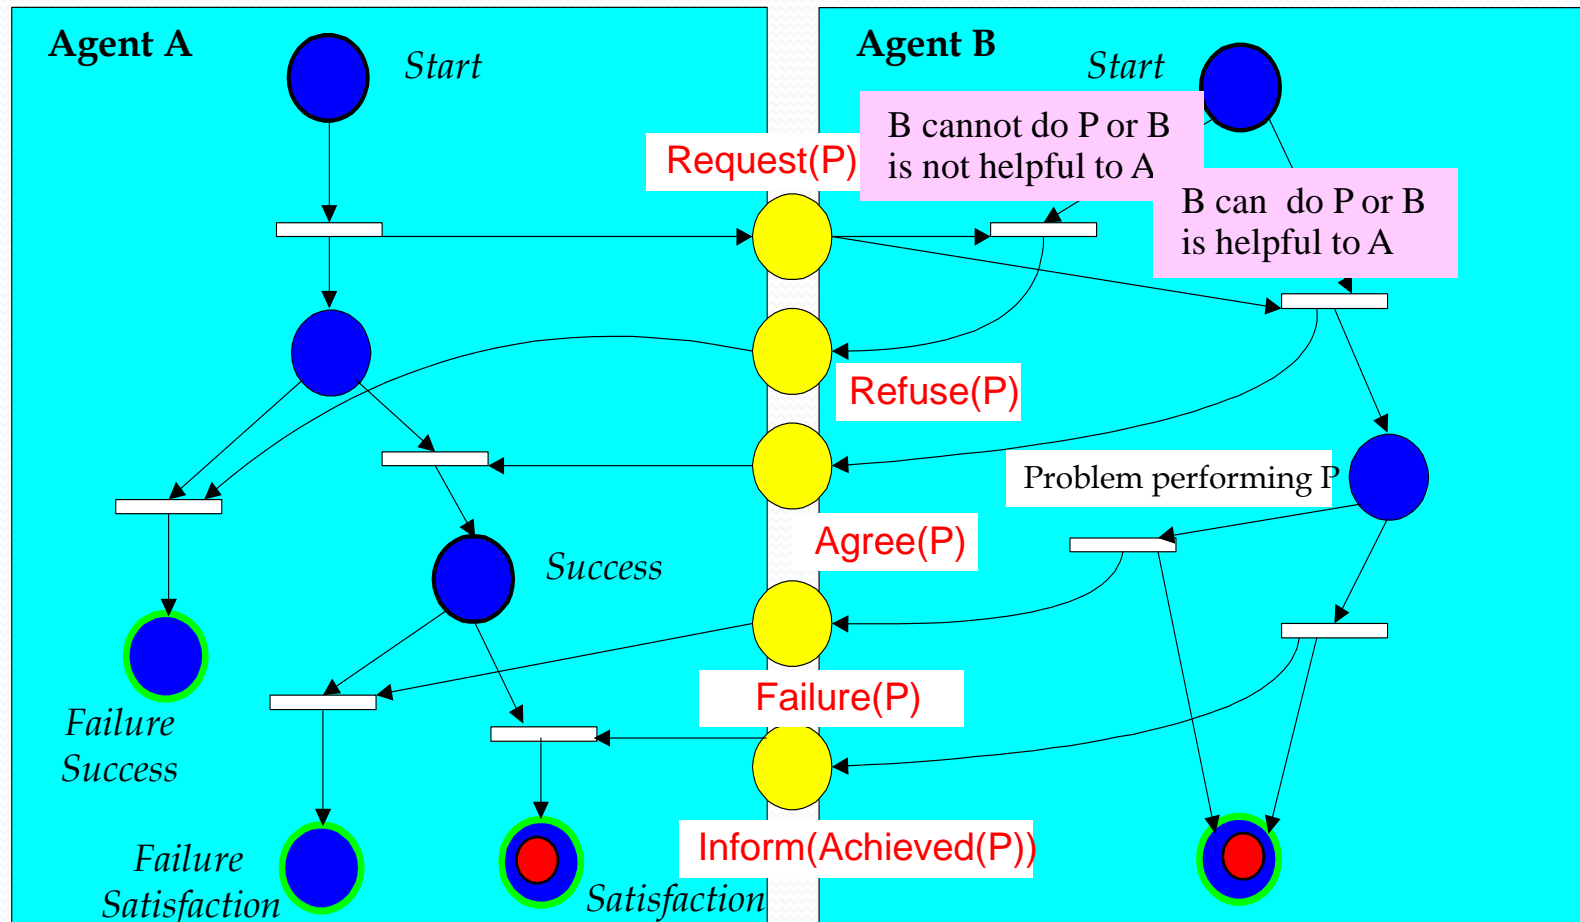 Agent A
Start
Agent B
Start
B cannot do P or B
is not helpful to A
Request(P)
B can do P or B
is helpful to A
Refuse(P)
Problem performing P
Agree(P)
Success
Failure(P)
Failure
Success
Inform(Achieved(P))
Failure
Satisfaction
Satisfaction